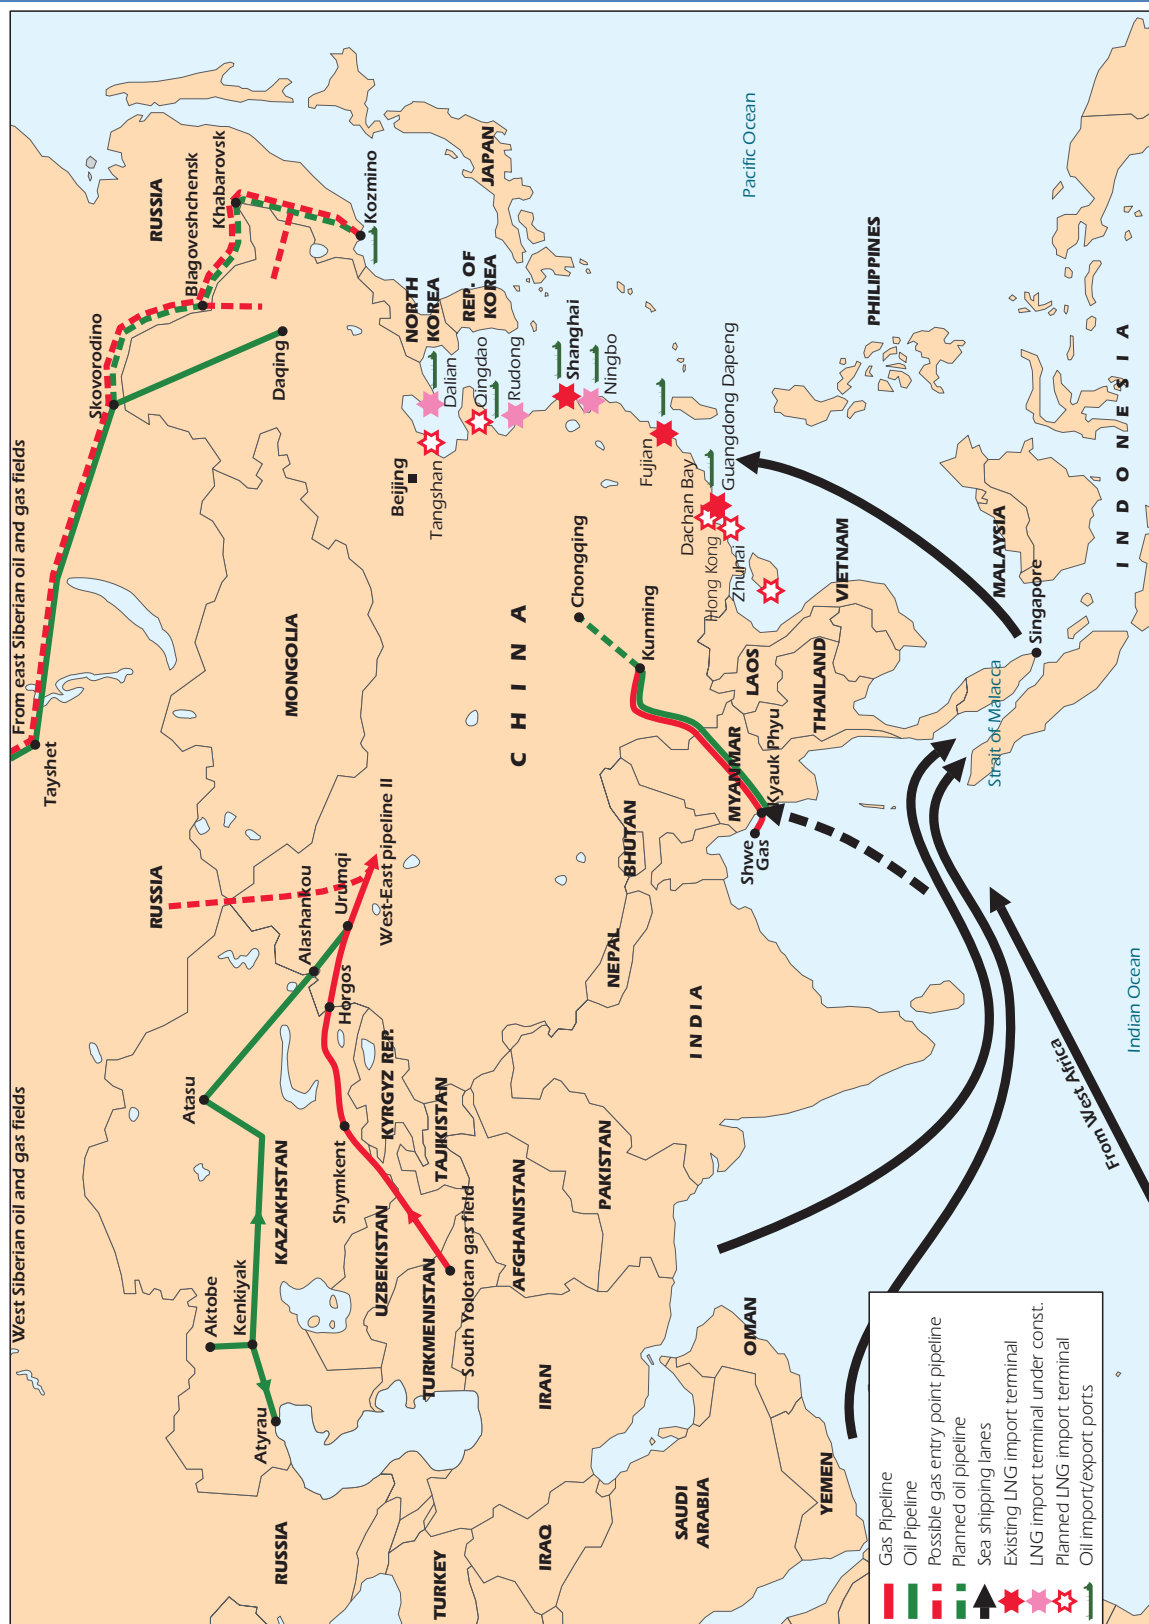 West Siberian oil and gas fields
From east Siberian oil and gas fields
RUSSIA
RUSSIA
RUSSIA
Tayshet
Skovorodino
Blagoveshchensk
Khabarovsk
Kozmino
Daqing
JAPAN
NORTH
KOREA
REP. OF
KOREA
Aktobe
Kenkiyak
Atyrau
Atasu
Alashankou
Urumqi
Horgos
West-East pipeline II
Shymkent
South Yolotan gas field
KAZAKHSTAN
KYRGYZ REP.
TAJIKISTAN
UZBEKISTAN
TURKMENISTAN
AFGHANISTAN
PAKISTAN
MONGOLIA
CHINA
Beijing
Tangshan
Dalian
Qingdao
Rudong
Shanghai
Ningbo
Fujian
Guangdong Dapeng
Dachan Bay
Hong Kong
Zhuhai
Chongqing
Kunming
TURKEY
IRAQ
IRAN
SAUDI
ARABIA
OMAN
YEMEN
INDIA
NEPAL
BHUTAN
MYANMAR
Shwe
Gas
Kyauk Phyu
LAOS
THAILAND
VIETNAM
MALAYSIA
Singapore
Strait of Malacca
INDONESIA
PHILIPPINES
Pacific Ocean
Indian Ocean
From West Africa
Gas Pipeline
Oil Pipeline
Possible gas entry point pipeline
Planned oil pipeline
Sea shipping lanes
Existing LNG import terminal
LNG import terminal under const.
Planned LNG import terminal
Oil import/export ports